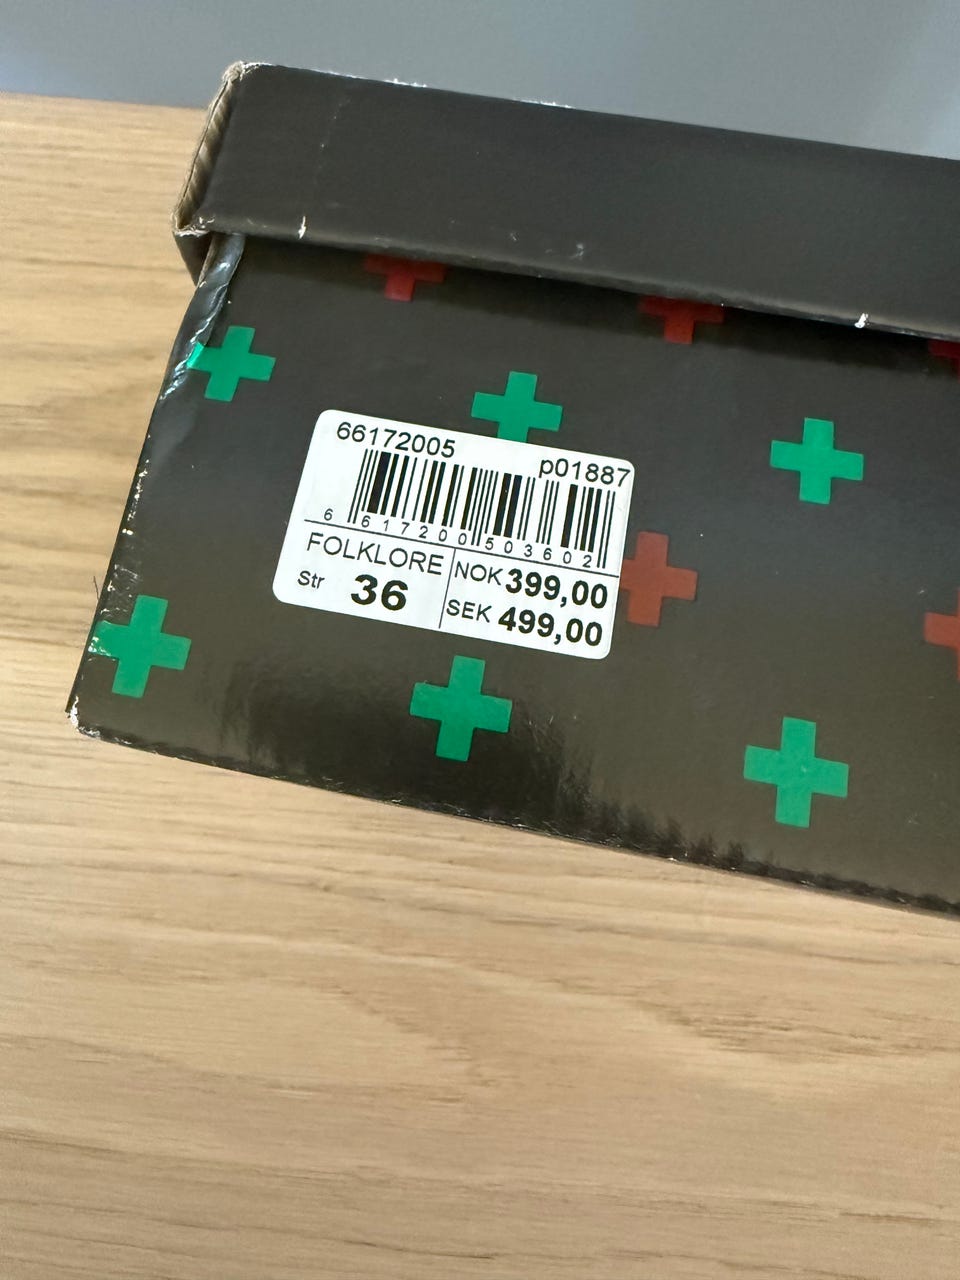 66172005
p01887
6 617200 503602
FOLKLORE
Str 36
NOK 399,00
SEK 499,00